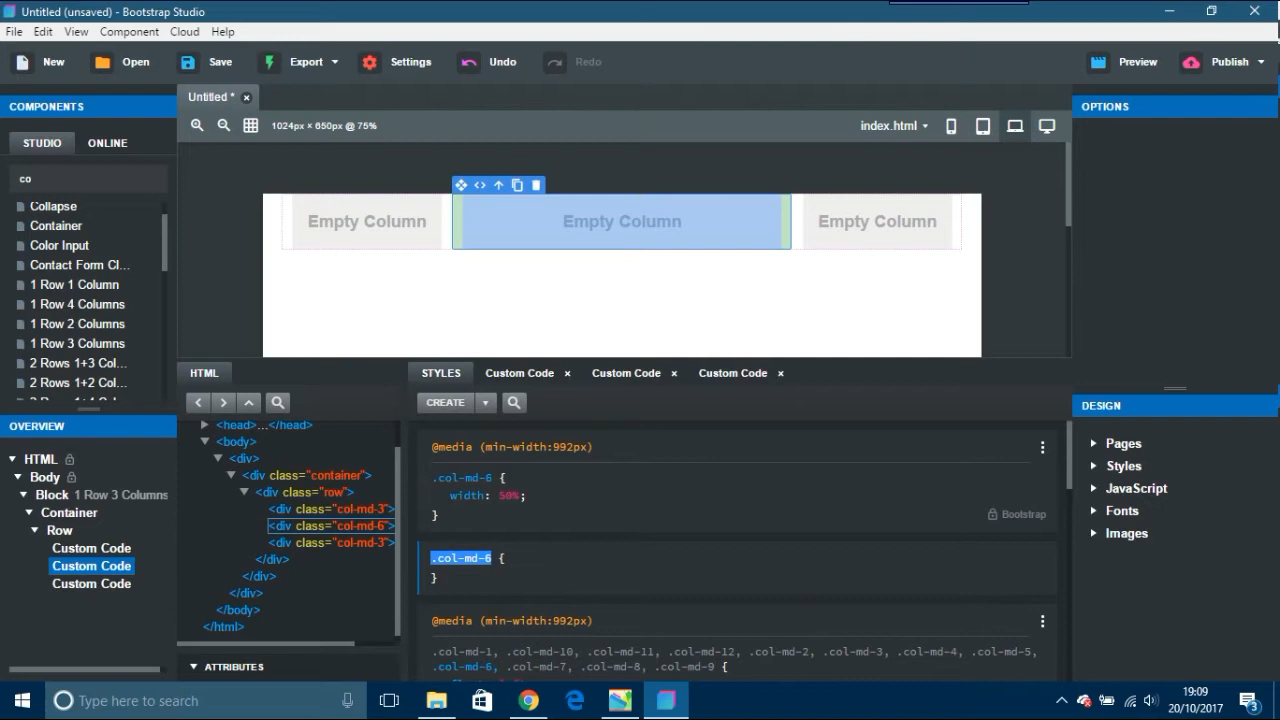 Untitled (unsaved) - Bootstrap Studio
File Edit View Component Cloud Help
New Open Save Export Settings Undo Redo Preview Publish
COMPONENTS
STUDIO ONLINE
co
Collapse
Container
Color Input
Contact Form Cl...
1 Row 1 Column
1 Row 4 Columns
1 Row 2 Columns
1 Row 3 Columns
2 Rows 1+3 Col...
2 Rows 1+2 Col...
OVERVIEW
HTML
Body
Block 1 Row 3 Columns
Container
Row
Custom Code
Custom Code
Custom Code
Untitled *
1024px × 650px @ 75%
index.html
Empty Column Empty Column Empty Column
HTML
<head>...</head>
<body>
<div>
<div class="container">
<div class="row">
<div class="col-md-3">
<div class="col-md-6">
<div class="col-md-3">
</div>
</div>
</div>
</body>
</html>
ATTRIBUTES
STYLES Custom Code Custom Code Custom Code
CREATE
@media (min-width:992px)
.col-md-6 {
width: 50%;
}
Bootstrap
.col-md-6 {
}
@media (min-width:992px)
.col-md-1, .col-md-10, .col-md-11, .col-md-12, .col-md-2, .col-md-3, .col-md-4, .col-md-5,
.col-md-6, .col-md-7, .col-md-8, .col-md-9 {
OPTIONS
DESIGN
Pages
Styles
JavaScript
Fonts
Images
Type here to search
19:09
20/10/2017
3